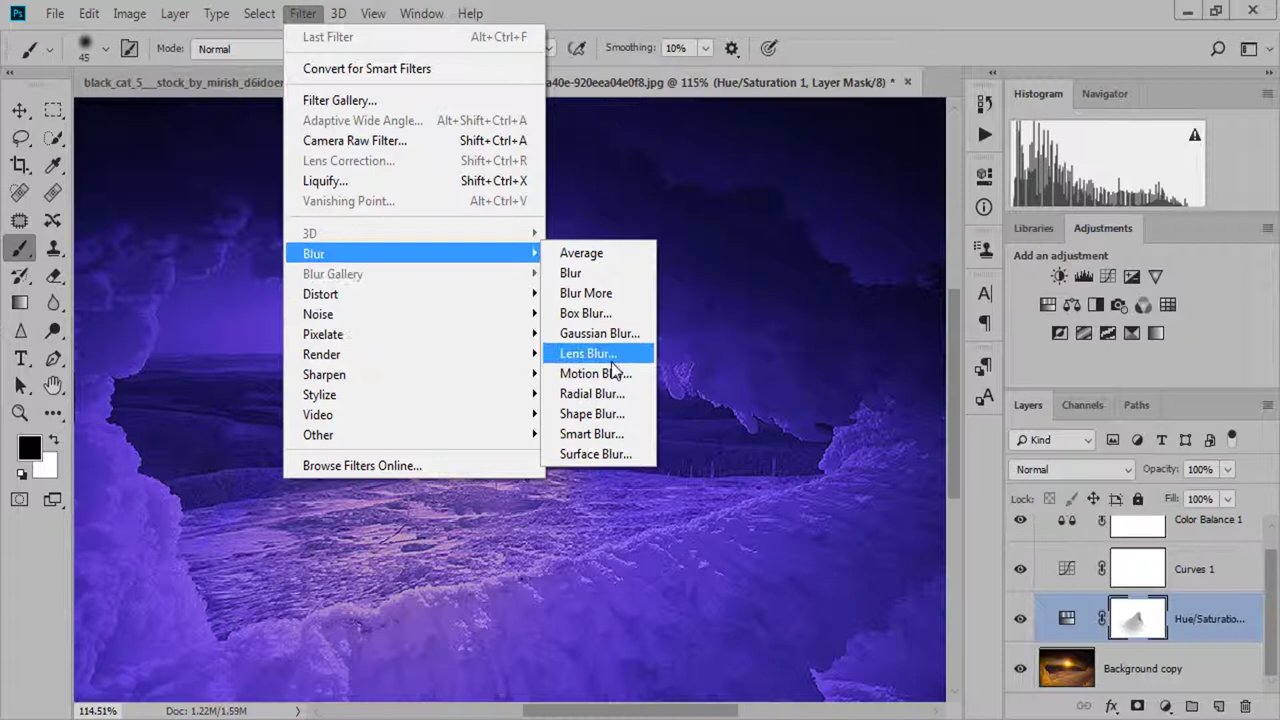 Ps File Edit Image Layer Type Select Filter 3D View Window Help
45 Mode: Normal Smoothing: 10%
black_cat_5___stock_by_mirish_d6idoen a40e-920eea04e0f8.jpg @ 115% (Hue/Saturation 1, Layer Mask/8) *
Last Filter Alt+Ctrl+F
Convert for Smart Filters
Filter Gallery...
Adaptive Wide Angle... Alt+Shift+Ctrl+A
Camera Raw Filter... Shift+Ctrl+A
Lens Correction... Shift+Ctrl+R
Liquify... Shift+Ctrl+X
Vanishing Point... Alt+Ctrl+V
3D
Blur
Blur Gallery
Distort
Noise
Pixelate
Render
Sharpen
Stylize
Video
Other
Browse Filters Online...
Average
Blur
Blur More
Box Blur...
Gaussian Blur...
Lens Blur...
Motion Blur...
Radial Blur...
Shape Blur...
Smart Blur...
Surface Blur...
Histogram Navigator
Libraries Adjustments
Add an adjustment
Layers Channels Paths
Kind
Normal Opacity: 100%
Lock: Fill: 100%
Color Balance 1
Curves 1
Hue/Saturatio...
Background copy
114.51% Doc: 1.22M/1.59M